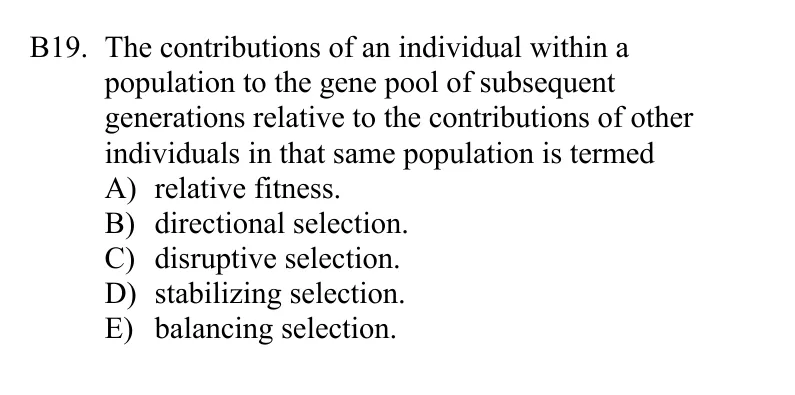 B19. The contributions of an individual within a
population to the gene pool of subsequent
generations relative to the contributions of other
individuals in that same population is termed
A) relative fitness.
B) directional selection.
C) disruptive selection.
D) stabilizing selection.
E) balancing selection.